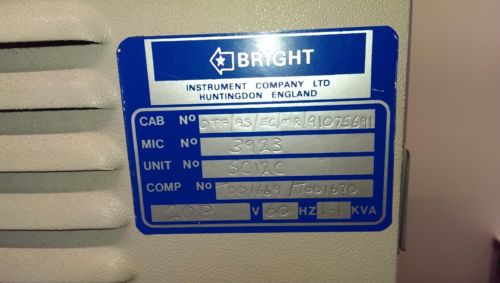 BRIGHT
INSTRUMENT COMPANY LTD
HUNTINGDON ENGLAND
CAB No OTF/AS/EC/MR/91075691
MIC No 3923
UNIT No SC12C
COMP No T001669/T001670
208 V 60 HZ 1.1 KVA